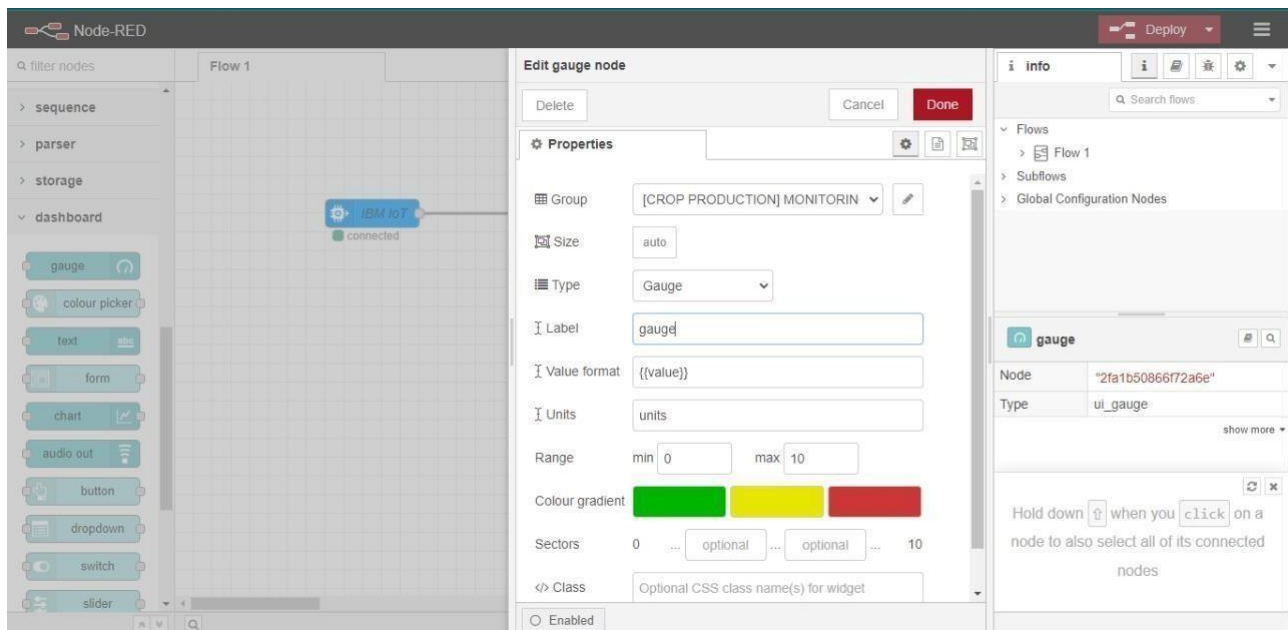 Node-RED
Deploy
filter nodes
sequence
parser
storage
dashboard
gauge
colour picker
text
abc
form
chart
audio out
button
dropdown
switch
slider
Flow 1
IBM IoT
connected
Edit gauge node
Delete
Cancel
Done
Properties
Group
[CROP PRODUCTION] MONITORIN
Size
auto
Type
Gauge
Label
gauge
Value format
{{value}}
Units
units
Range
min 0
max 10
Colour gradient
Sectors
0 ... optional ... optional ... 10
</> Class
Optional CSS class name(s) for widget
Enabled
i info
i
Search flows
Flows
Flow 1
Subflows
Global Configuration Nodes
gauge
Node "2fa1b50866f72a6e"
Type ui_gauge
show more
Hold down ⇧ when you click on a
node to also select all of its connected
nodes